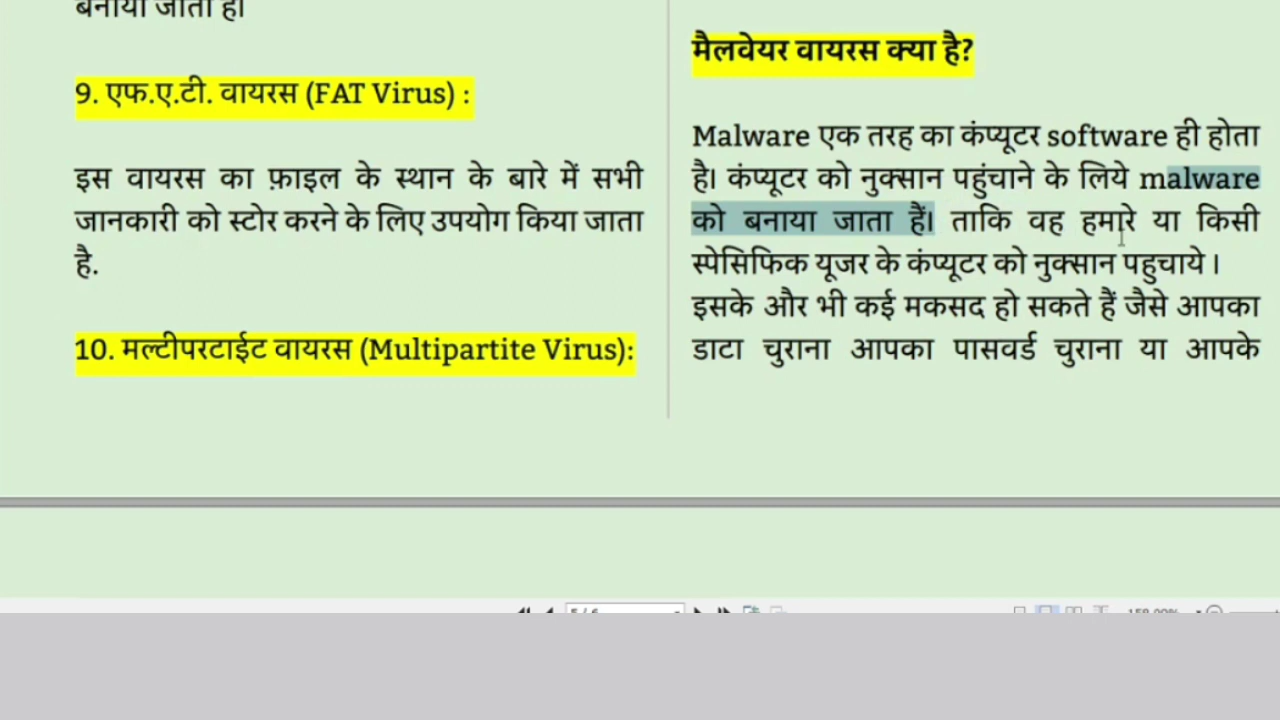 बनाया जाता है।
9. एफ.ए.टी. वायरस (FAT Virus) :
इस वायरस का फ़ाइल के स्थान के बारे में सभी
जानकारी को स्टोर करने के लिए उपयोग किया जाता
है.
10. मल्टीपरटाईट वायरस (Multipartite Virus):
मैलवेयर वायरस क्या है?
Malware एक तरह का कंप्यूटर software ही होता
है। कंप्यूटर को नुक्सान पहुंचाने के लिये malware
को बनाया जाता हैं। ताकि वह हमारे या किसी
स्पेसिफिक यूजर के कंप्यूटर को नुक्सान पहुचाये ।
इसके और भी कई मकसद हो सकते हैं जैसे आपका
डाटा चुराना आपका पासवर्ड चुराना या आपके